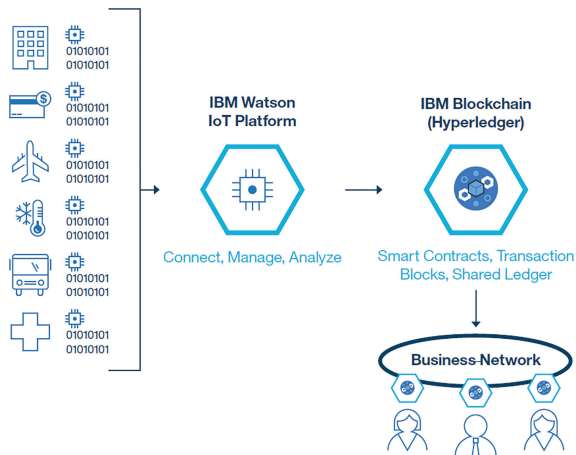 01010101
01010101
$
01010101
01010101
01010101
01010101
01010101
01010101
01010101
01010101
01010101
01010101
IBM Watson
IoT Platform
Connect, Manage, Analyze
IBM Blockchain
(Hyperledger)
Smart Contracts, Transaction
Blocks, Shared Ledger
Business Network